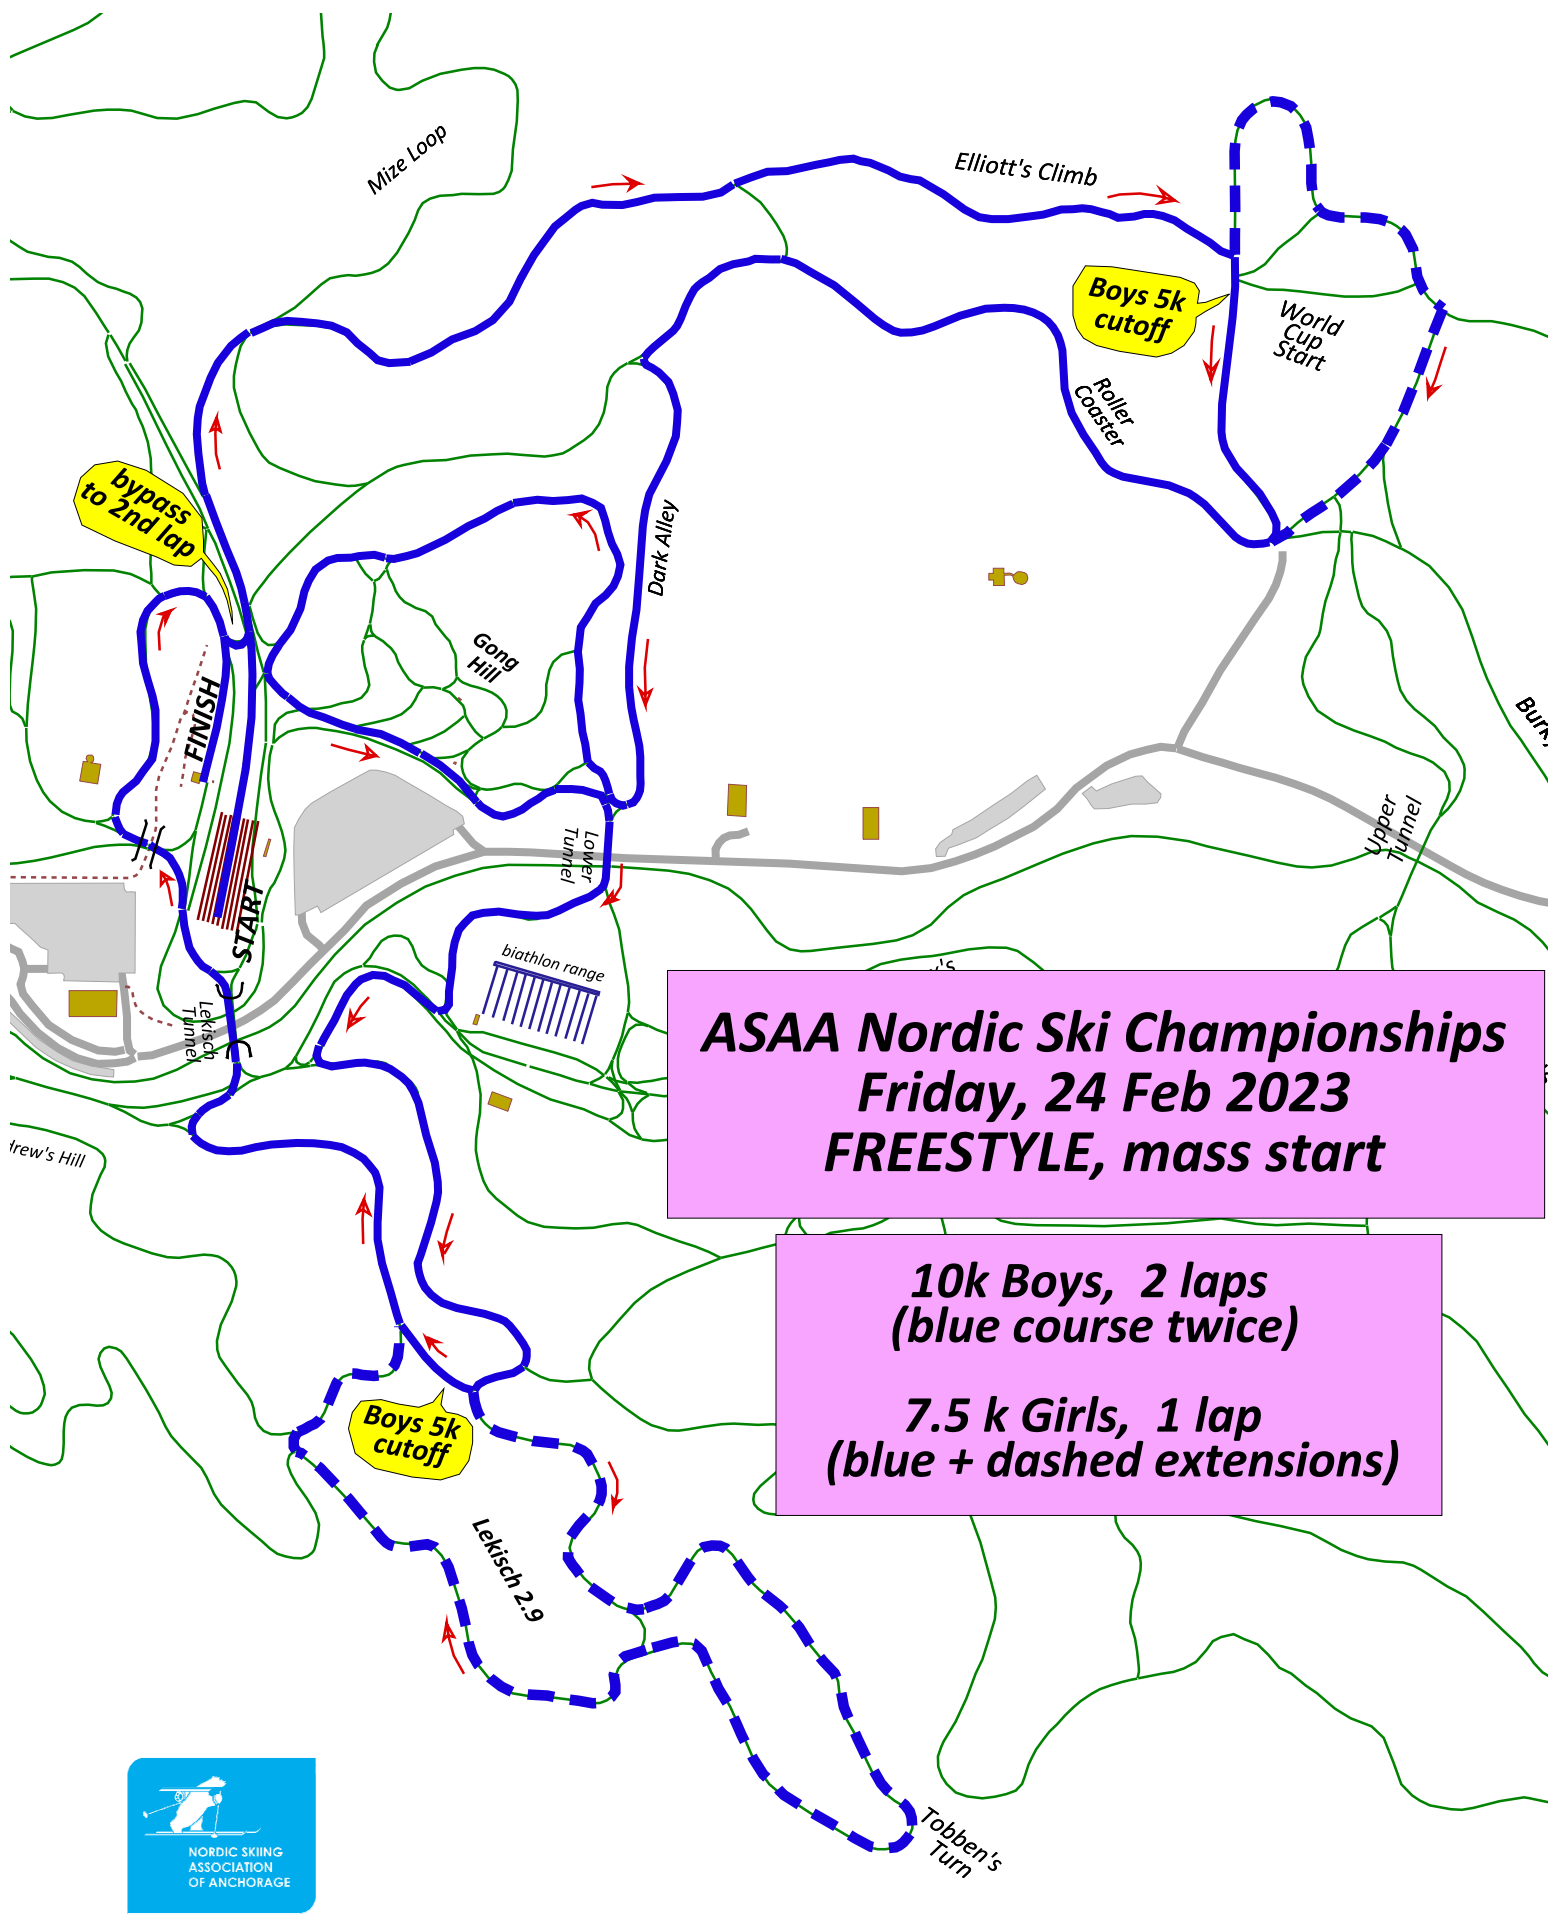 Mize Loop
Elliott's Climb
Boys 5k
cutoff
World
Cup
Start
Roller
Coaster
bypass
to 2nd lap
Dark Alley
Gong
Hill
FINISH
START
Lower
Tunnel
Upper
Tunnel
biathlon range
Lekisch
Tunnel
ASAA Nordic Ski Championships
Friday, 24 Feb 2023
FREESTYLE, mass start
drew's Hill
10k Boys, 2 laps
(blue course twice)
7.5 k Girls, 1 lap
(blue + dashed extensions)
Boys 5k
cutoff
Lekisch 2.9
Tobben's
Turn
NORDIC SKIING
ASSOCIATION
OF ANCHORAGE